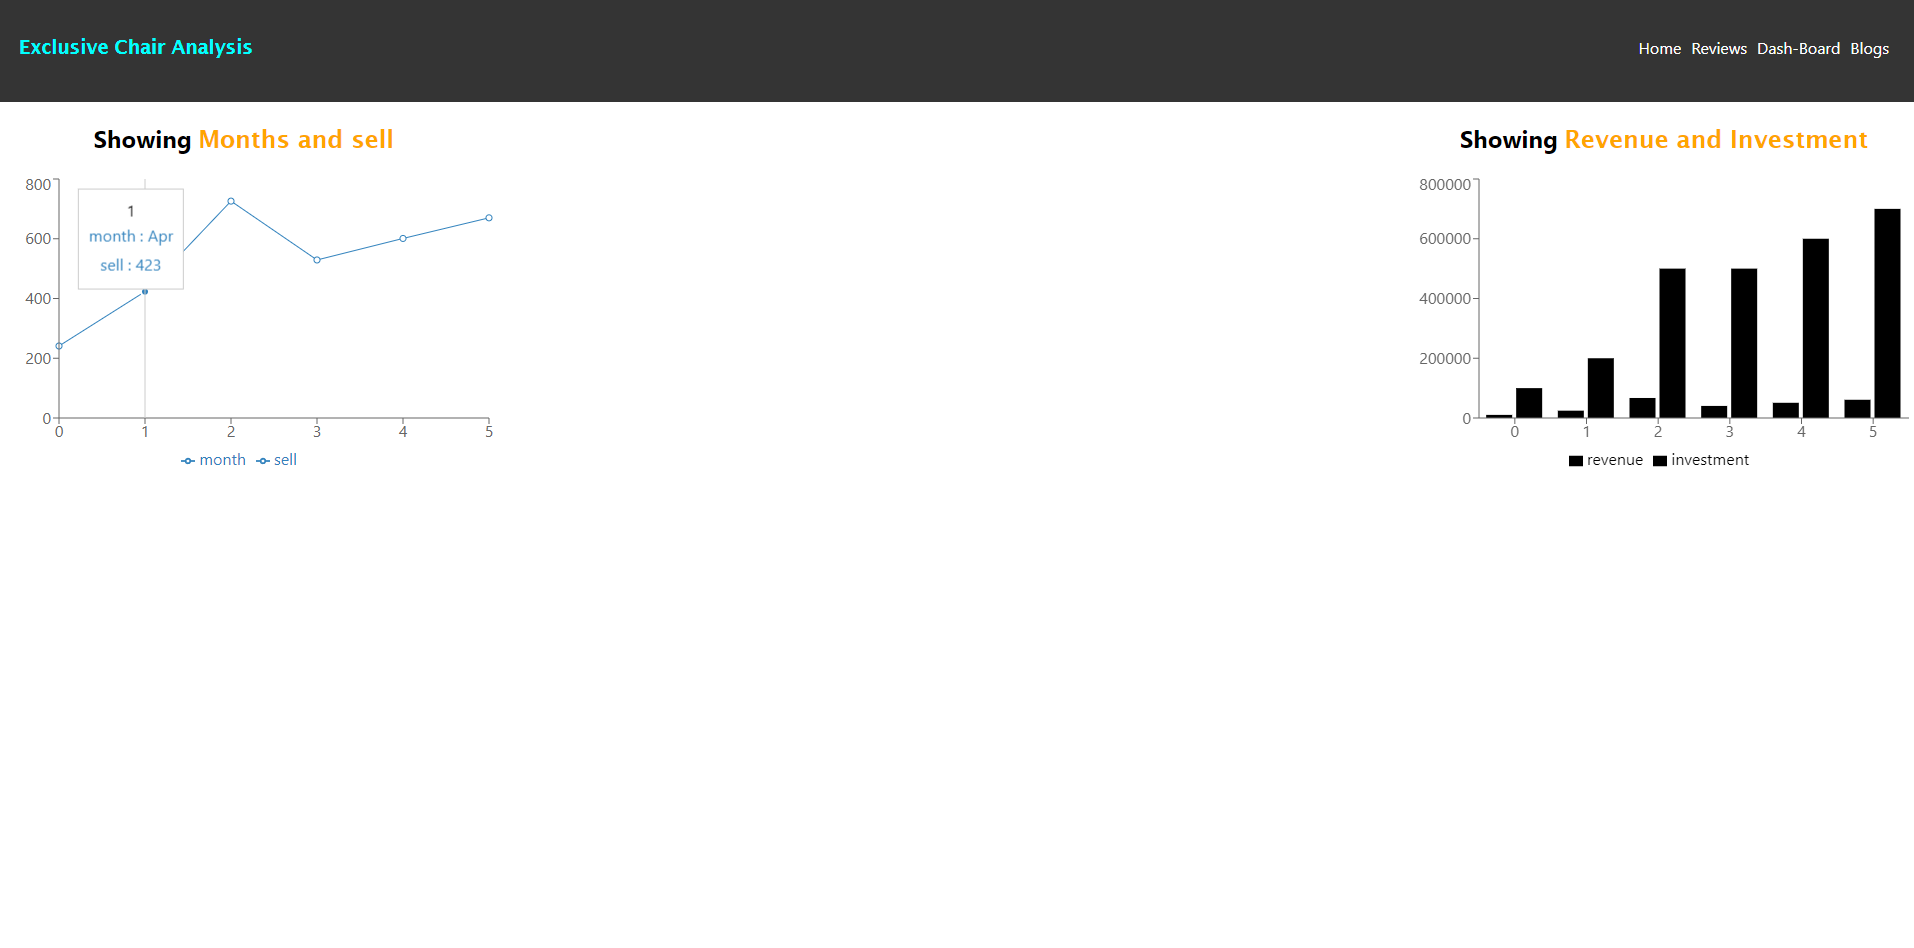 Exclusive Chair Analysis
Home Reviews Dash-Board Blogs
Showing Months and sell
800
600
400
200
0
0 1 2 3 4 5
1
month : Apr
sell : 423
month sell
Showing Revenue and Investment
800000
600000
400000
200000
0
0 1 2 3 4 5
revenue investment